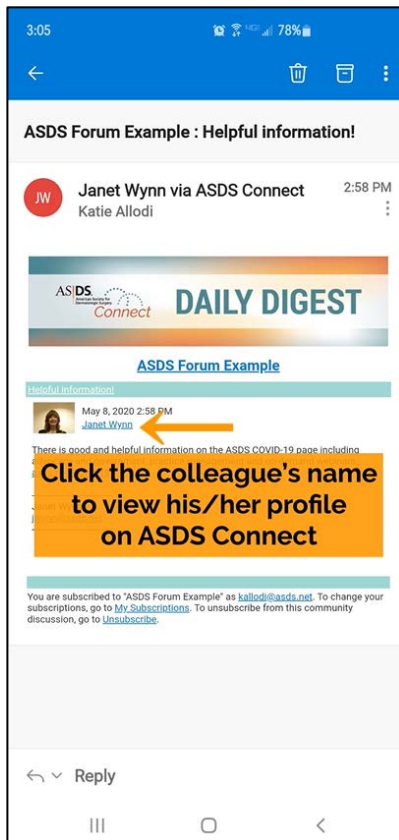 3:05 78%
ASDS Forum Example : Helpful information!
JW
Janet Wynn via ASDS Connect 2:58 PM
Katie Allodi
ASDS
American Society for
Dermatologic Surgery
Connect
DAILY DIGEST
ASDS Forum Example
Helpful Information!
May 8, 2020 2:58 PM
Janet Wynn
There is good and helpful information on the ASDS COVID-19 page including
Click the colleague's name
to view his/her profile
on ASDS Connect
You are subscribed to "ASDS Forum Example" as kallodi@asds.net. To change your
subscriptions, go to My Subscriptions. To unsubscribe from this community
discussion, go to Unsubscribe.
Reply